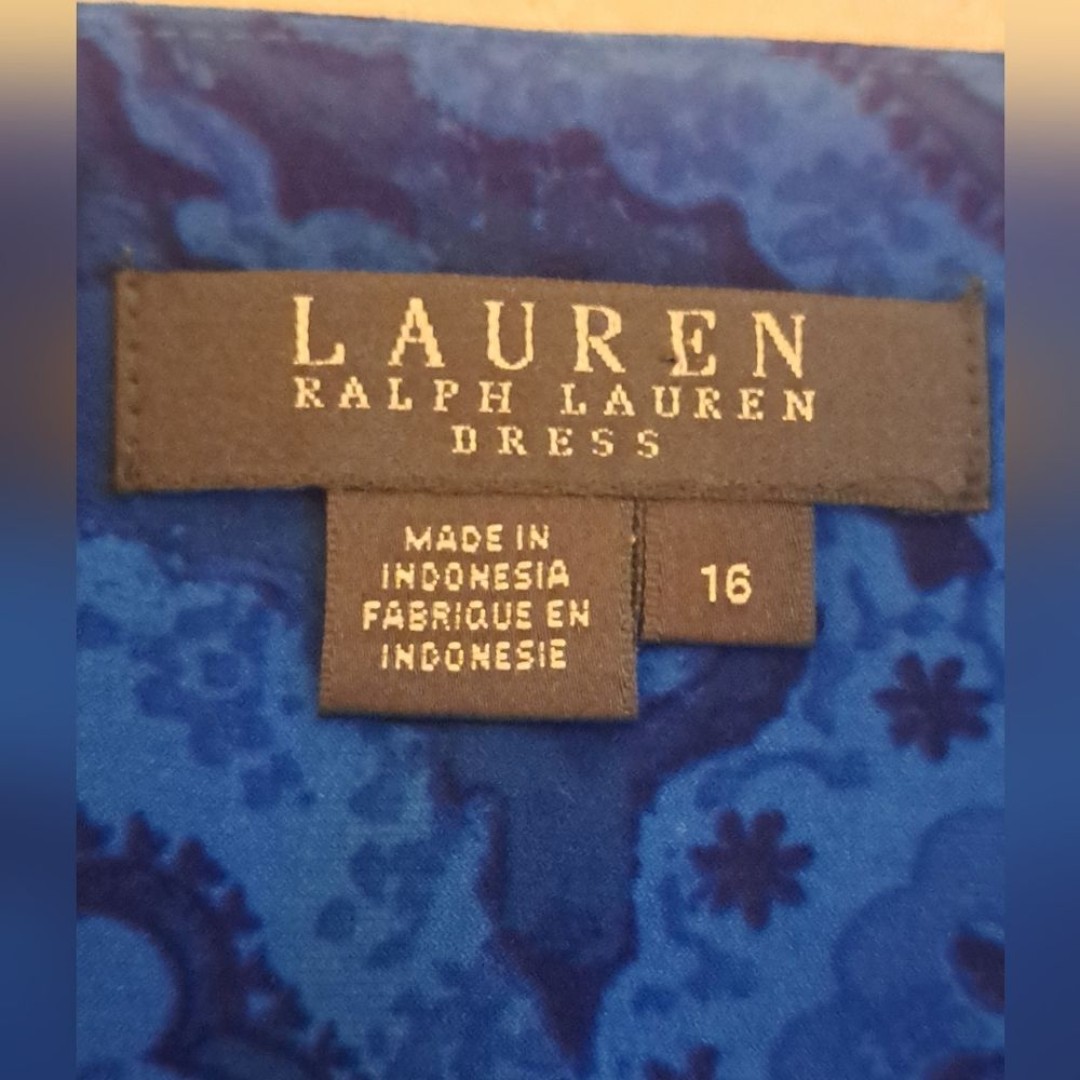 LAUREN
RALPH LAUREN
DRESS
MADE IN
INDONESIA
FABRIQUE EN
INDONESIE
16